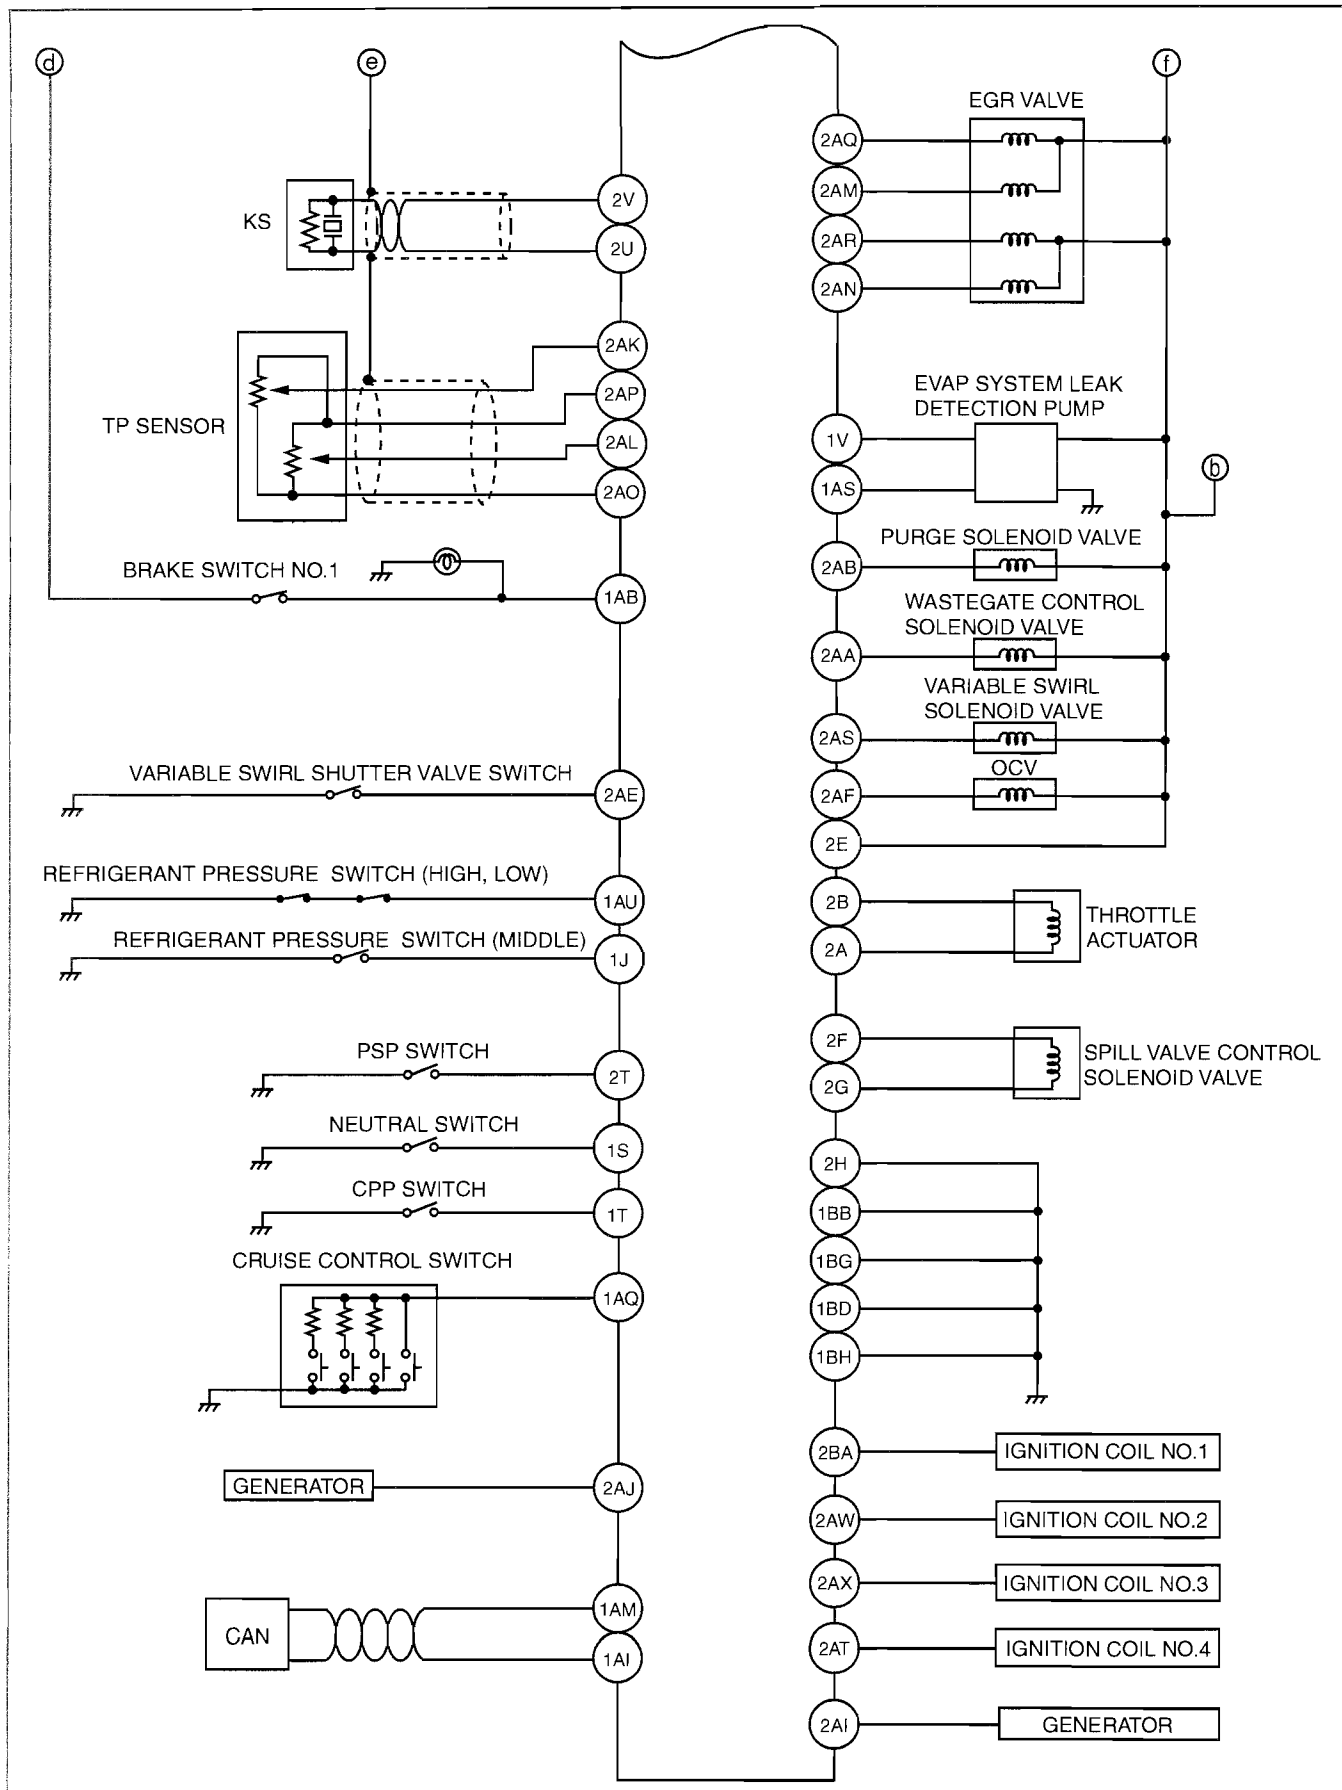 d
e
f
EGR VALVE
2AQ
2AM
2AR
2AN
KS
2V
2U
TP SENSOR
2AK
2AP
2AL
2AO
EVAP SYSTEM LEAK
DETECTION PUMP
1V
1AS
b
BRAKE SWITCH NO.1
1AB
PURGE SOLENOID VALVE
2AB
WASTEGATE CONTROL
SOLENOID VALVE
2AA
VARIABLE SWIRL
SOLENOID VALVE
2AS
VARIABLE SWIRL SHUTTER VALVE SWITCH
2AE
OCV
2AF
2E
REFRIGERANT PRESSURE SWITCH (HIGH, LOW)
1AU
2B
2A
THROTTLE
ACTUATOR
REFRIGERANT PRESSURE SWITCH (MIDDLE)
1J
PSP SWITCH
2T
2F
2G
SPILL VALVE CONTROL
SOLENOID VALVE
NEUTRAL SWITCH
1S
CPP SWITCH
1T
2H
1BB
1BG
1BD
1BH
CRUISE CONTROL SWITCH
1AQ
GENERATOR
2AJ
2BA
IGNITION COIL NO.1
2AW
IGNITION COIL NO.2
2AX
IGNITION COIL NO.3
2AT
IGNITION COIL NO.4
CAN
1AM
1AI
2AI
GENERATOR